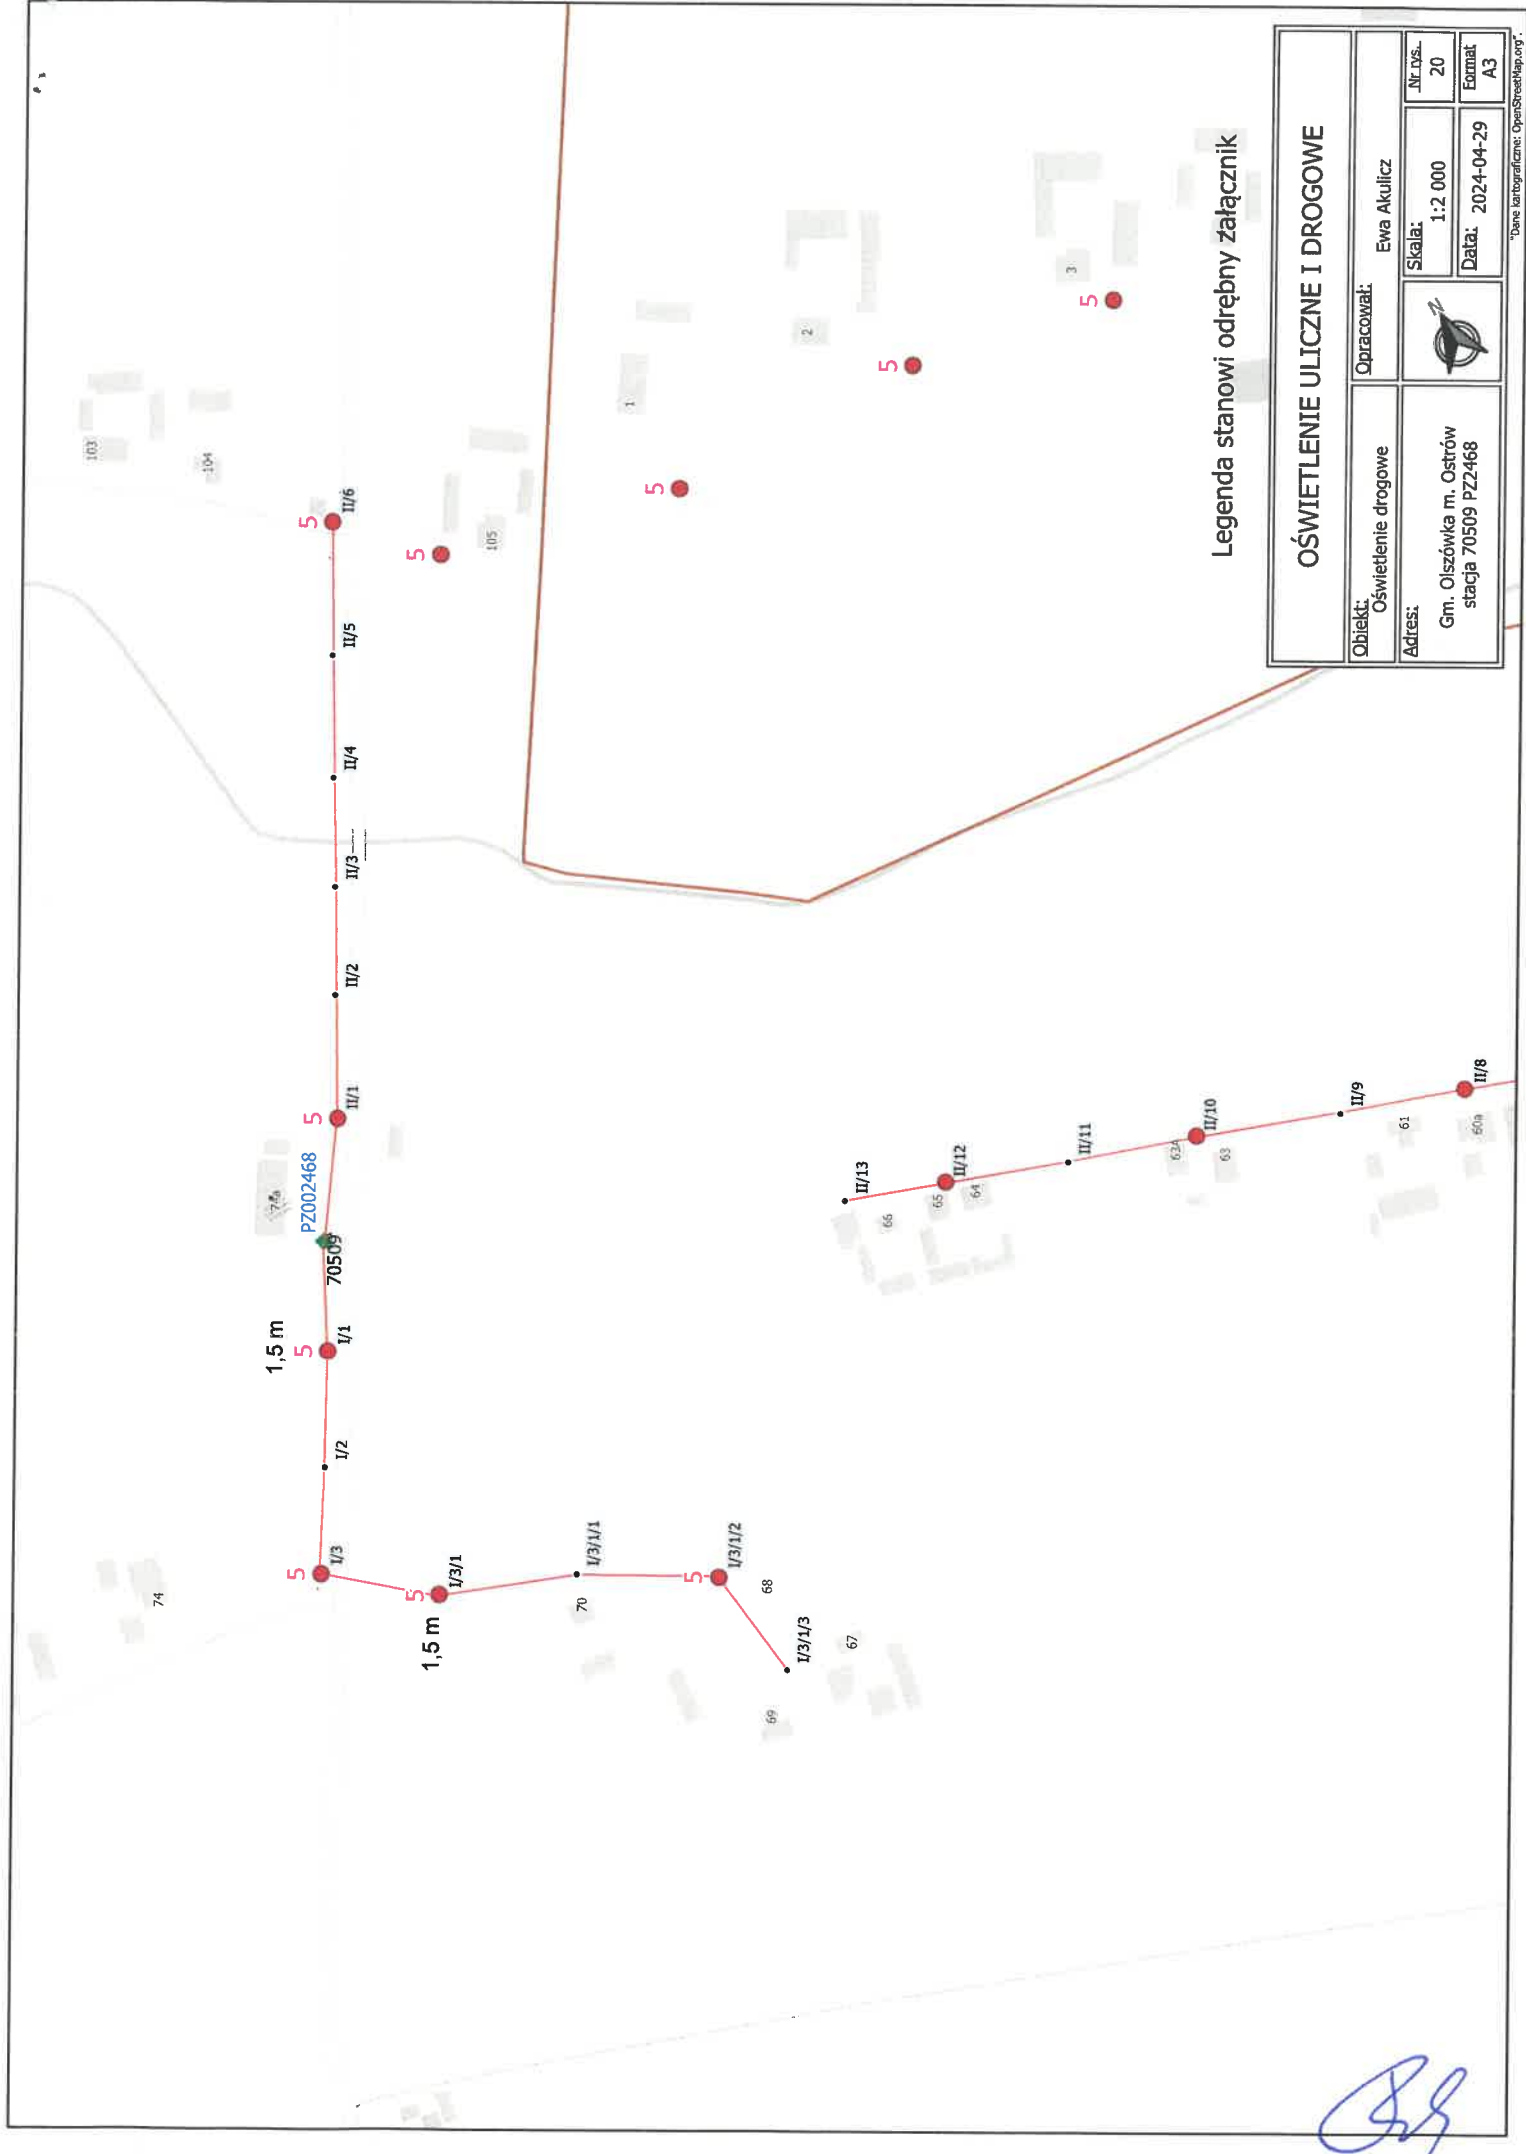 103
104
5
II/6
5
105
II/5
II/4
II/3
II/2
5
II/1
74a
PZ002468
70509
1,5 m
5
I/1
I/2
5
I/3
74
5
I/3/1
1,5 m
I/3/1/1
70
5
I/3/1/2
68
I/3/1/3
67
69
1
5
2
5
3
5
II/13
66
65
II/12
64
II/11
63A
II/10
63
II/9
61
II/8
60a
Legenda stanowi odrębny załącznik
OŚWIETLENIE ULICZNE I DROGOWE
Obiekt:
Oświetlenie drogowe
Opracował:
Ewa Akulicz
Adres:
Gm. Olszówka m. Ostrów
stacja 70509 PZ2468
N
Skala:
1:2 000
Nr rys.
20
Data:
2024-04-29
Format
A3
"Dane kartograficzne: OpenStreetMap.org".